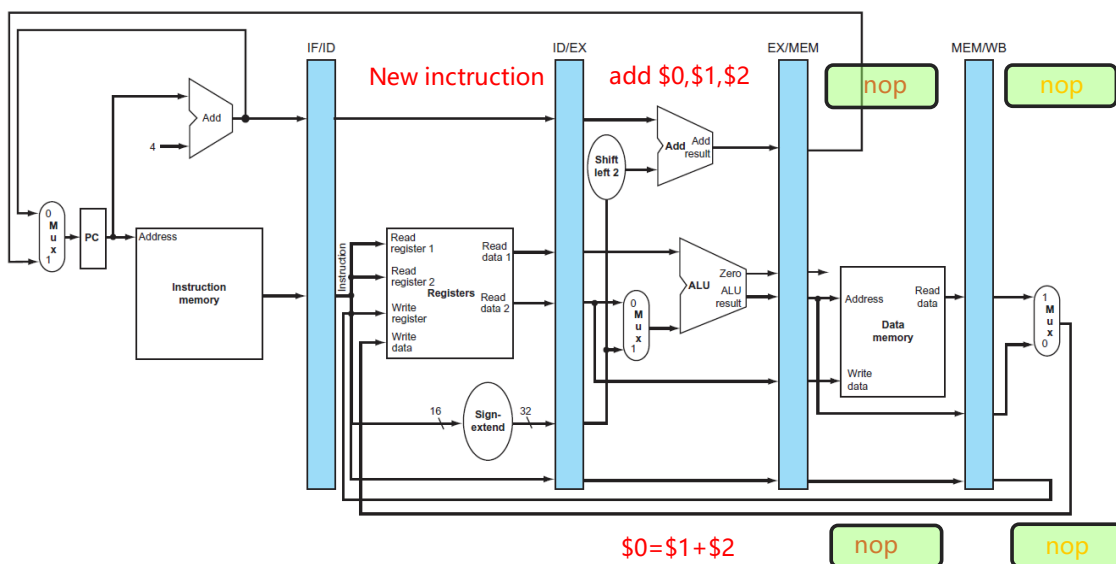 IF/ID
ID/EX
EX/MEM
MEM/WB
New inctruction
add $0,$1,$2
nop
nop
Add
4
Shift
left 2
Add
Add
result
0
M
u
x
1
PC
Address
Instruction
memory
Instruction
Read
register 1
Read
register 2
Write
register
Write
data
Registers
Read
data 1
Read
data 2
0
M
u
x
1
Zero
ALU
ALU
result
Address
Read
data
Data
memory
Write
data
1
M
u
x
0
16
Sign-
extend
32
$0=$1+$2
nop
nop